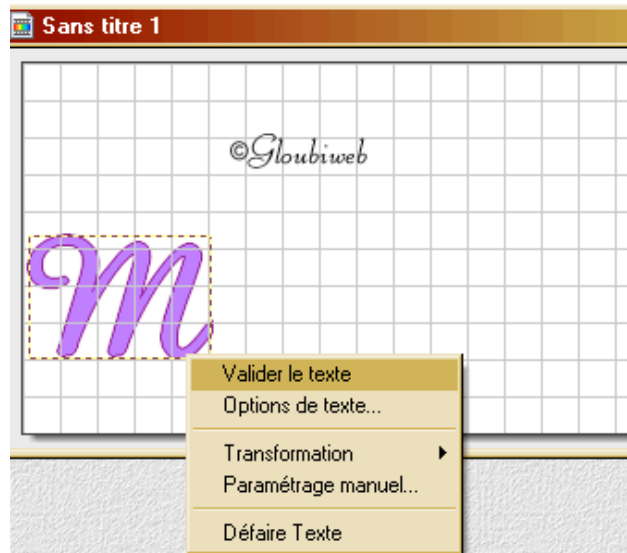 Sans titre 1
©Gloubiweb
M
Valider le texte
Options de texte...
Transformation
Paramétrage manuel...
Défaire Texte